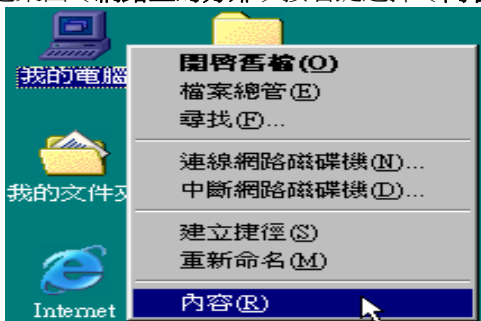 我的電腦
開啓舊檔(O)
檔案總管(E)
尋找(F)...
連線網路磁碟機(N)...
中斷網路磁碟機(D)...
我的文件夾
建立捷徑(S)
重新命名(M)
內容(R)
Internet